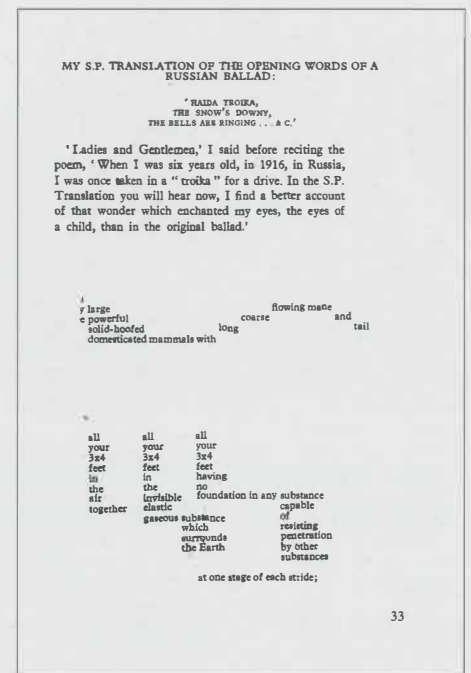 MY S.P. TRANSLATION OF THE OPENING WORDS OF A
RUSSIAN BALLAD:
' HAIDA TROIKA,
THE SNOW'S DOWNY,
THE BELLS ARE RINGING . . . & C.'
' Ladies and Gentlemen,' I said before reciting the
poem, ' When I was six years old, in 1916, in Russia,
I was once taken in a " troika " for a drive. In the S.P.
Translation you will hear now, I find a better account
of that wonder which enchanted my eyes, the eyes of
a child, than in the original ballad.'
y large flowing mane
e powerful coarse and
solid-hoofed long tail
domesticated mammals with
all all all
your your your
3x4 3x4 3x4
feet feet feet
in in having
the the no
air invisible foundation in any substance
together elastic capable
gaseous substance of
which resisting
surrounds penetration
the Earth by other
substances
at one stage of each stride;
33